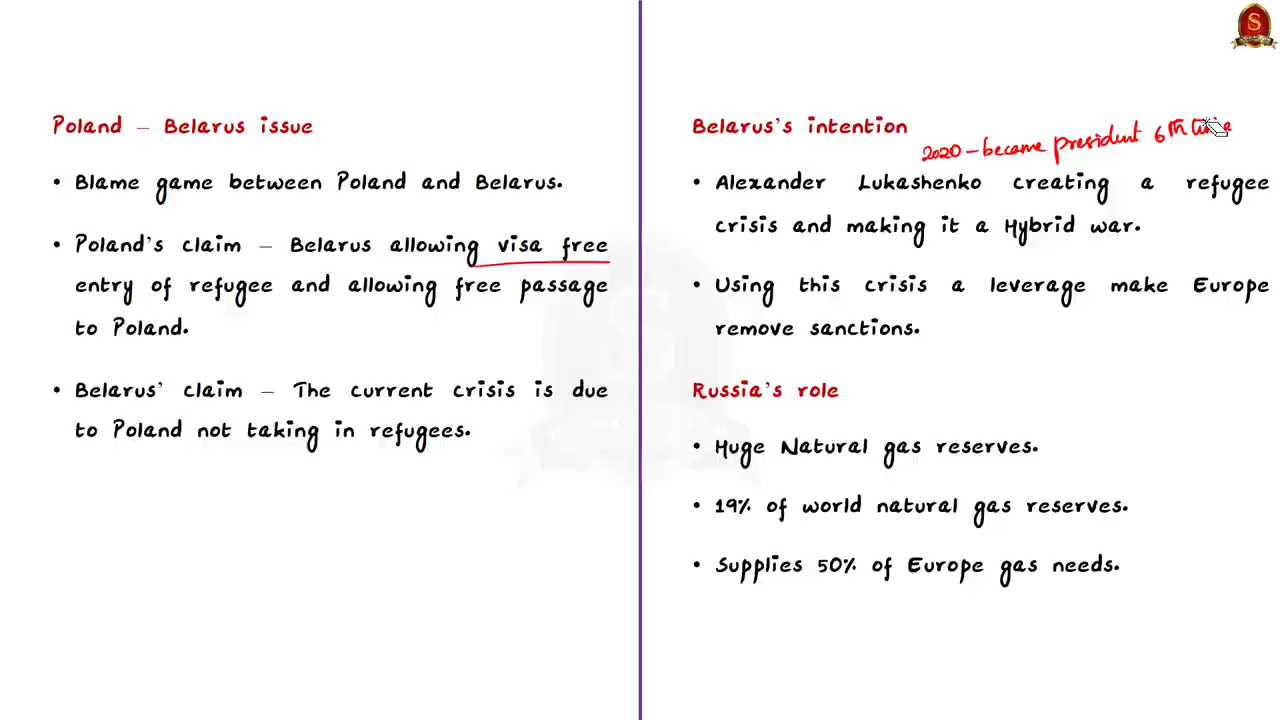 Poland – Belarus issue
• Blame game between Poland and Belarus.
• Poland's claim – Belarus allowing visa free
entry of refugee and allowing free passage
to Poland.
• Belarus' claim – The current crisis is due
to Poland not taking in refugees.
Belarus's intention
2020 – became president 6th time
• Alexander Lukashenko creating a refugee
crisis and making it a Hybrid war.
• Using this crisis a leverage make Europe
remove sanctions.
Russia's role
• Huge Natural gas reserves.
• 19% of world natural gas reserves.
• Supplies 50% of Europe gas needs.